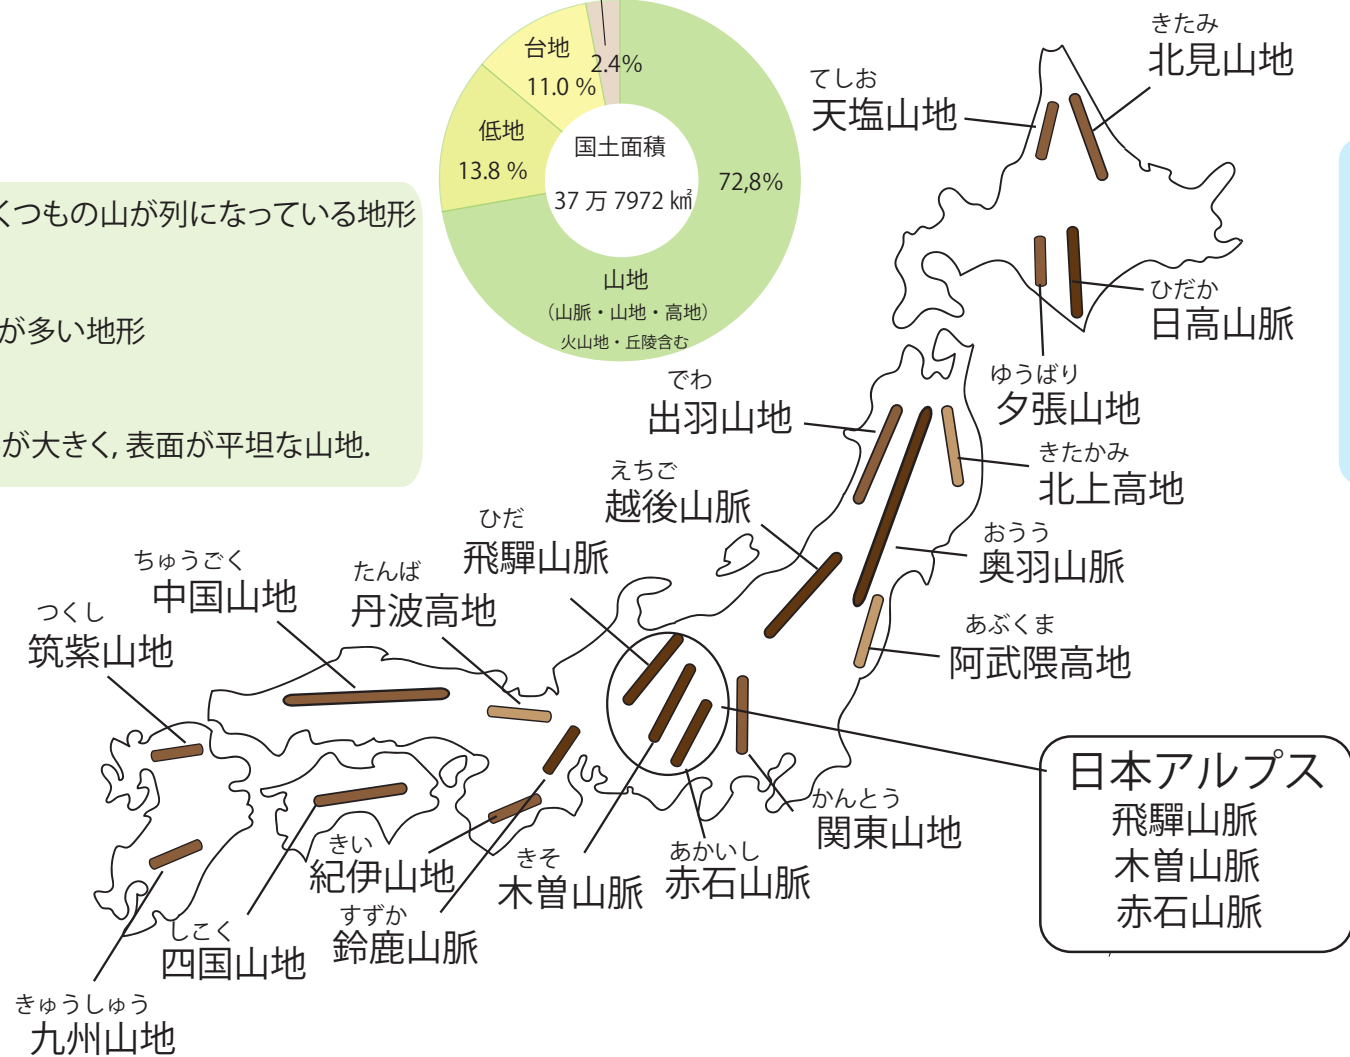 台地
11.0 %
2.4%
低地
13.8 %
国土面積
37 万 7972 ㎢
72,8%
山地
（山脈・山地・高地）
火山地・丘陵含む
くつもの山が列になっている地形
が多い地形
が大きく, 表面が平坦な山地.
きたみ
北見山地
てしお
天塩山地
ひだか
日高山脈
ゆうばり
夕張山地
でわ
出羽山地
きたかみ
北上高地
えちご
越後山脈
おうう
奥羽山脈
ひだ
飛驒山脈
あぶくま
阿武隈高地
ちゅうごく
中国山地
たんば
丹波高地
つくし
筑紫山地
日本アルプス
飛驒山脈
木曽山脈
赤石山脈
かんとう
関東山地
あかいし
赤石山脈
きそ
木曽山脈
きい
紀伊山地
すずか
鈴鹿山脈
しこく
四国山地
きゅうしゅう
九州山地